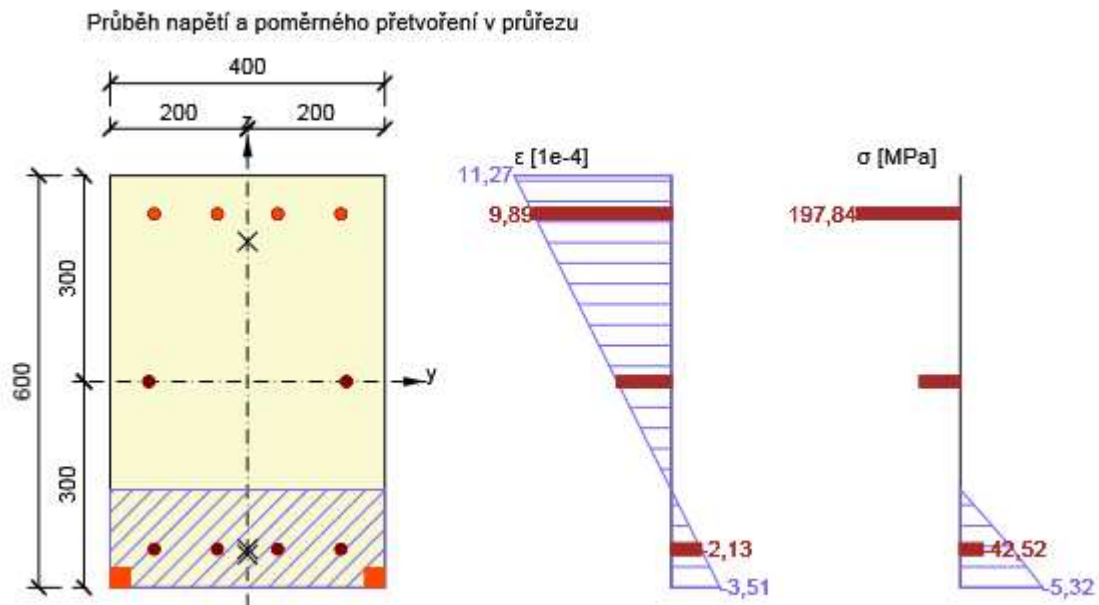 Průběh napětí a poměrného přetvoření v průřezu
400
200
200
z
ε [1e-4]
σ [MPa]
11,27
9,89
197,84
300
600
y
300
-2,13
-42,52
-3,51
-5,32